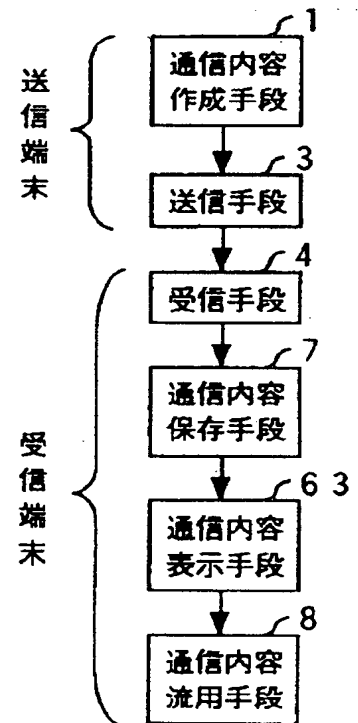 1
通信内容
作成手段
3
送信手段
送信端末
4
受信手段
7
通信内容
保存手段
63
通信内容
表示手段
8
通信内容
流用手段
受信端末